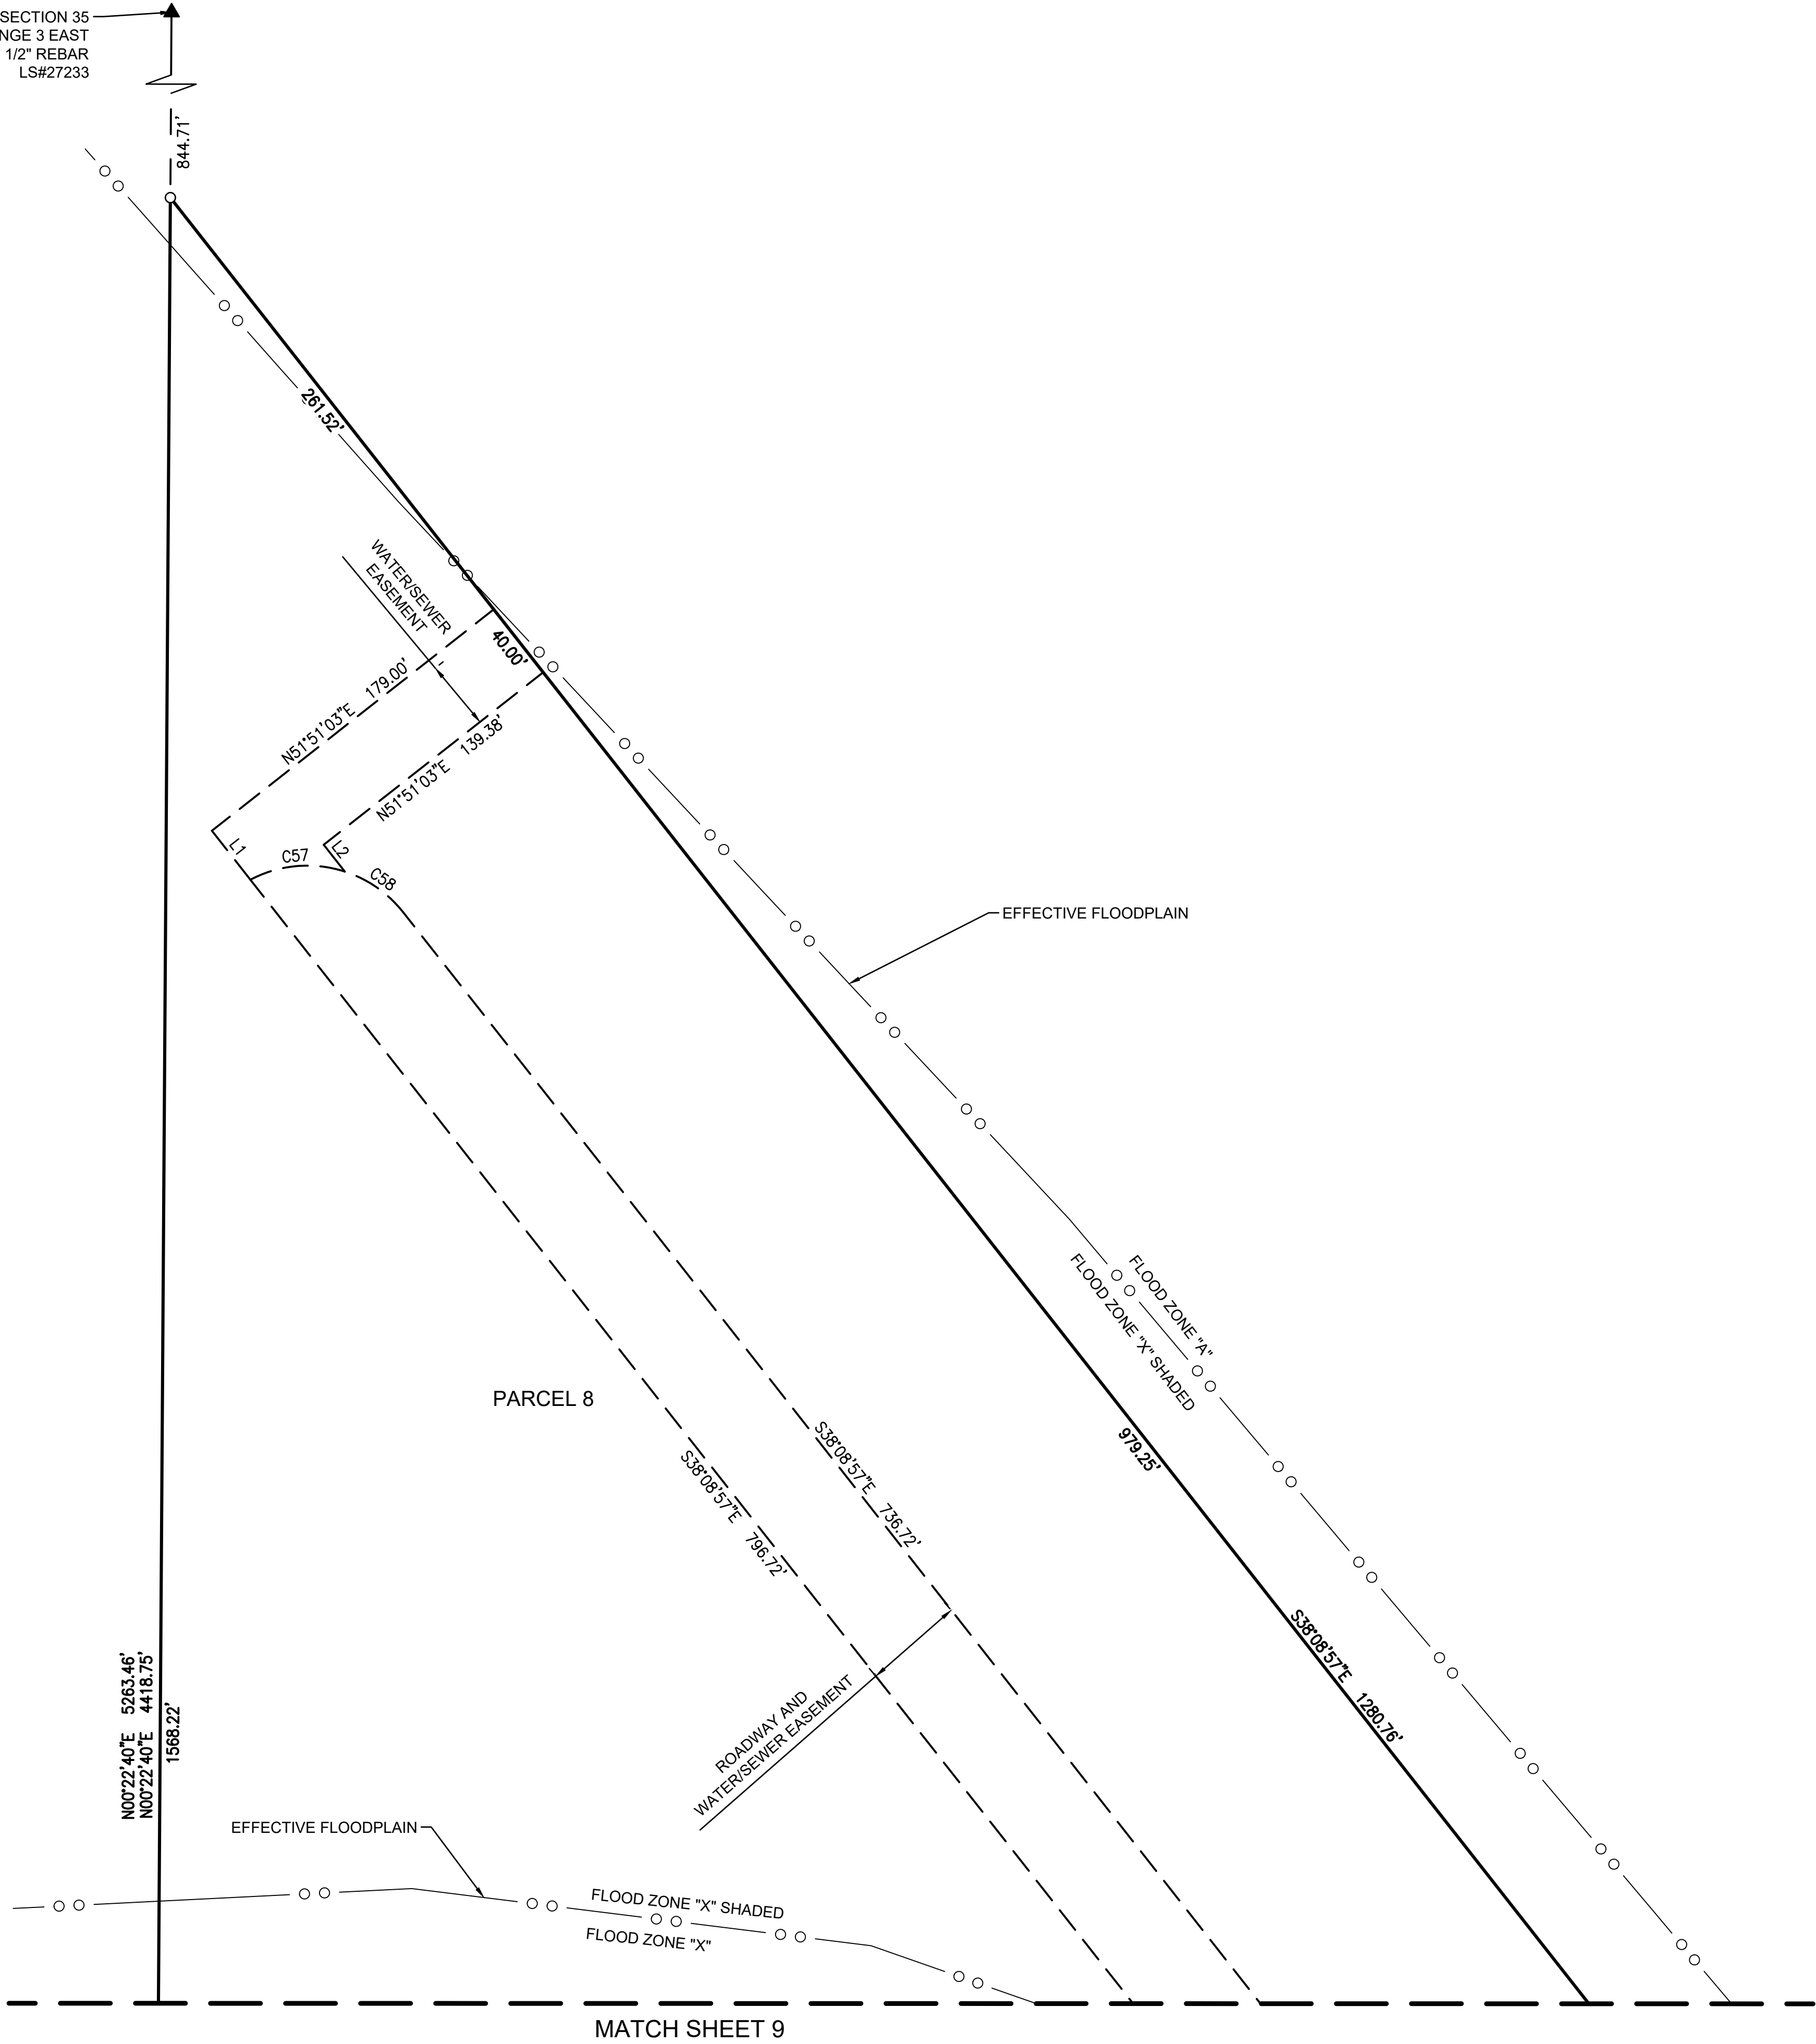 SECTION 35
NGE 3 EAST
1/2" REBAR
LS#27233
844.71'
261.52'
WATER/SEWER
EASEMENT
40.00'
N51°51'03"E 179.00'
N51°51'03"E 139.38'
L1
L2
C57
C58
EFFECTIVE FLOODPLAIN
FLOOD ZONE "A"
FLOOD ZONE "X" SHADED
PARCEL 8
979.25'
S38°08'57"E 736.72'
S38°08'57"E 796.72'
S38°08'57"E 1280.76'
N00°22'40"E 5263.46'
N00°22'40"E 4418.75'
1568.22'
ROADWAY AND
WATER/SEWER EASEMENT
EFFECTIVE FLOODPLAIN
FLOOD ZONE "X" SHADED
FLOOD ZONE "X"
MATCH SHEET 9